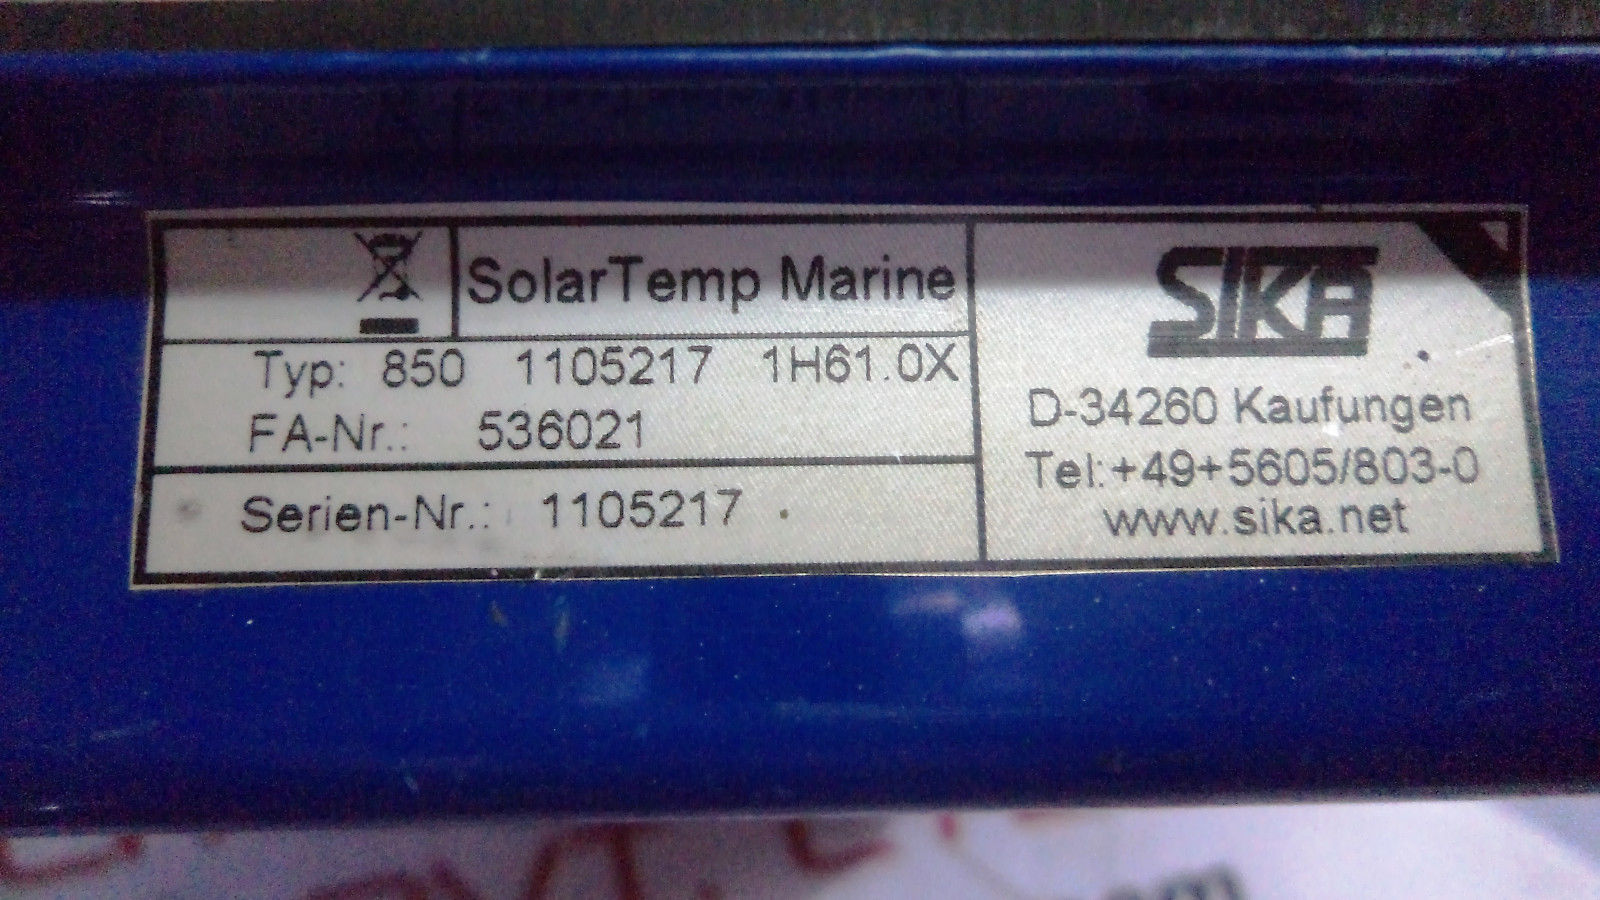 SolarTemp Marine
Typ: 850 1105217 1H61.0X
FA-Nr.: 536021
Serien-Nr.: 1105217
SIKA
D-34260 Kaufungen
Tel:+49+5605/803-0
www.sika.net